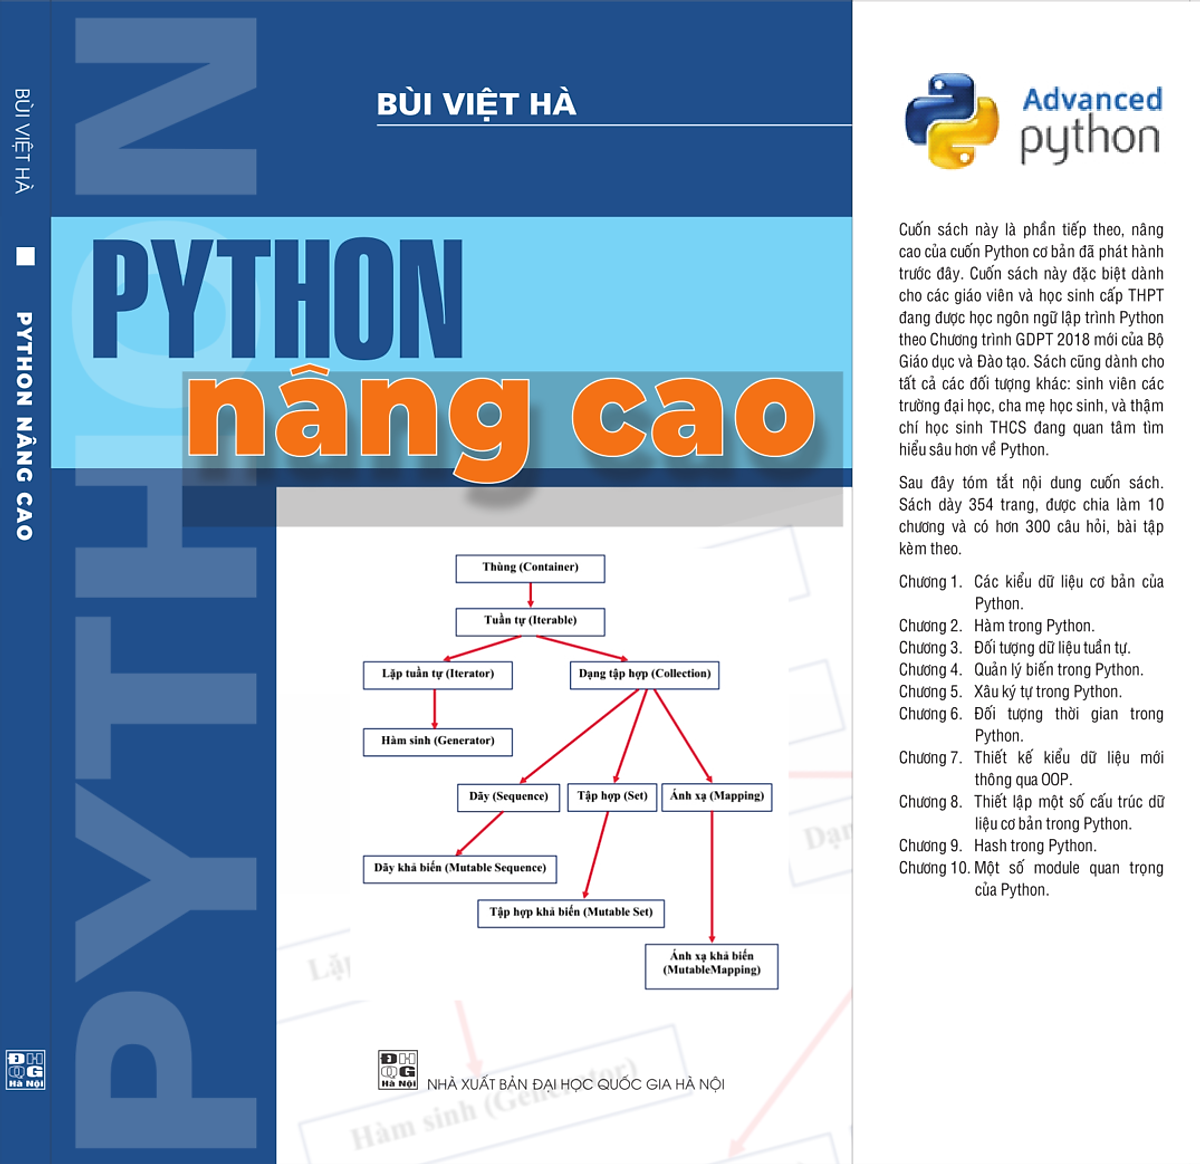 BÙI VIỆT HÀ
PYTHON NÂNG CAO
ĐHQG
Hà Nội
PYTHON
BÙI VIỆT HÀ
PYTHON
nâng cao
Thùng (Container)
Tuần tự (Iterable)
Lặp tuần tự (Iterator)
Dạng tập hợp (Collection)
Hàm sinh (Generator)
Dãy (Sequence)
Tập hợp (Set)
Ánh xạ (Mapping)
Dãy khả biến (Mutable Sequence)
Tập hợp khả biến (Mutable Set)
Ánh xạ khả biến
(MutableMapping)
Hàm sinh (Generator)
ĐHQG
Hà Nội
NHÀ XUẤT BẢN ĐẠI HỌC QUỐC GIA HÀ NỘI
Advanced
python
Cuốn sách này là phần tiếp theo, nâng
cao của cuốn Python cơ bản đã phát hành
trước đây. Cuốn sách này đặc biệt dành
cho các giáo viên và học sinh cấp THPT
đang được học ngôn ngữ lập trình Python
theo Chương trình GDPT 2018 mới của Bộ
Giáo dục và Đào tạo. Sách cũng dành cho
tất cả các đối tượng khác: sinh viên các
trường đại học, cha mẹ học sinh, và thậm
chí học sinh THCS đang quan tâm tìm
hiểu sâu hơn về Python.
Sau đây tóm tắt nội dung cuốn sách.
Sách dày 354 trang, được chia làm 10
chương và có hơn 300 câu hỏi, bài tập
kèm theo.
Chương 1. Các kiểu dữ liệu cơ bản của
Python.
Chương 2. Hàm trong Python.
Chương 3. Đối tượng dữ liệu tuần tự.
Chương 4. Quản lý biến trong Python.
Chương 5. Xâu ký tự trong Python.
Chương 6. Đối tượng thời gian trong
Python.
Chương 7. Thiết kế kiểu dữ liệu mới
thông qua OOP.
Chương 8. Thiết lập một số cấu trúc dữ
liệu cơ bản trong Python.
Chương 9. Hash trong Python.
Chương 10. Một số module quan trọng
của Python.